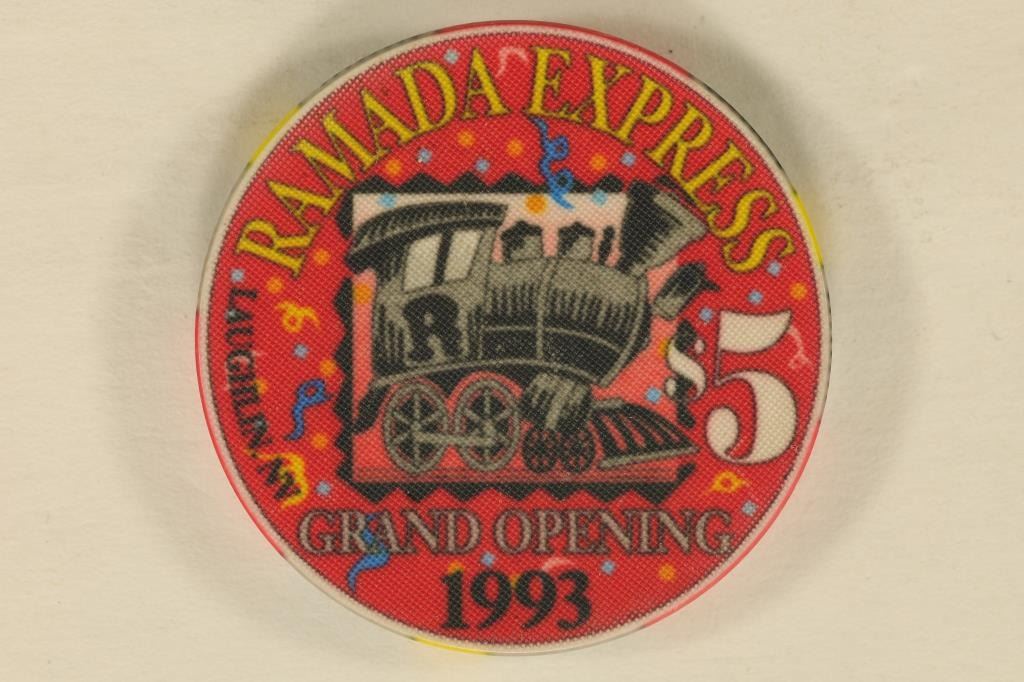 RAMADA EXPRESS
LAUGHLIN, NV
R
$5
GRAND OPENING
1993